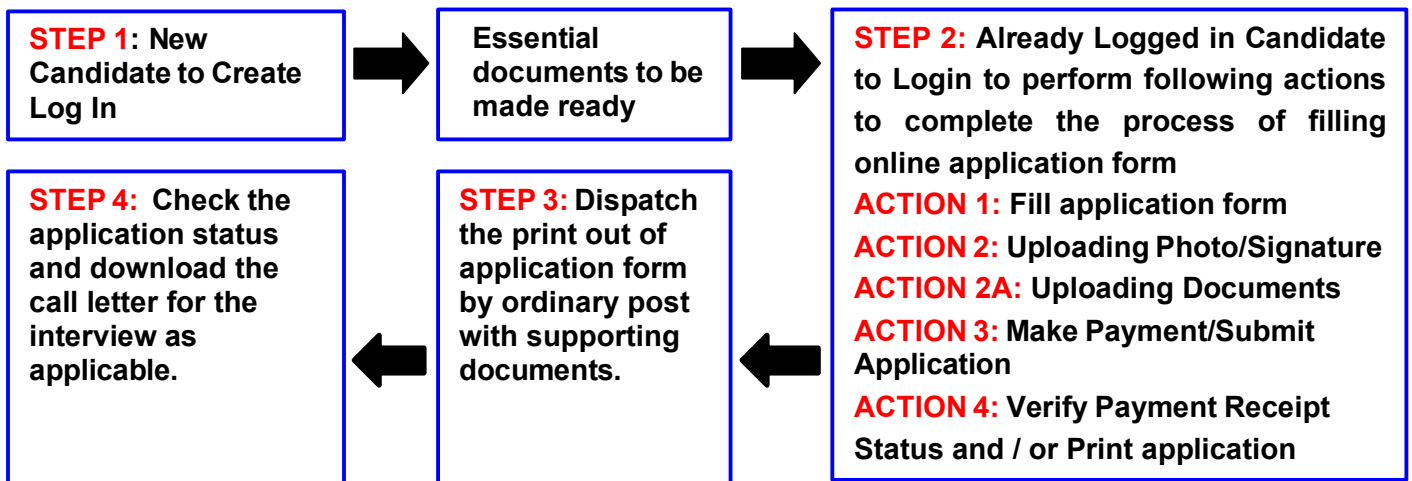 STEP 1: New
Candidate to Create
Log In
Essential
documents to be
made ready
STEP 2: Already Logged in Candidate
to Login to perform following actions
to complete the process of filling
online application form
ACTION 1: Fill application form
ACTION 2: Uploading Photo/Signature
ACTION 2A: Uploading Documents
ACTION 3: Make Payment/Submit
Application
ACTION 4: Verify Payment Receipt
Status and / or Print application
STEP 3: Dispatch
the print out of
application form
by ordinary post
with supporting
documents.
STEP 4: Check the
application status
and download the
call letter for the
interview as
applicable.